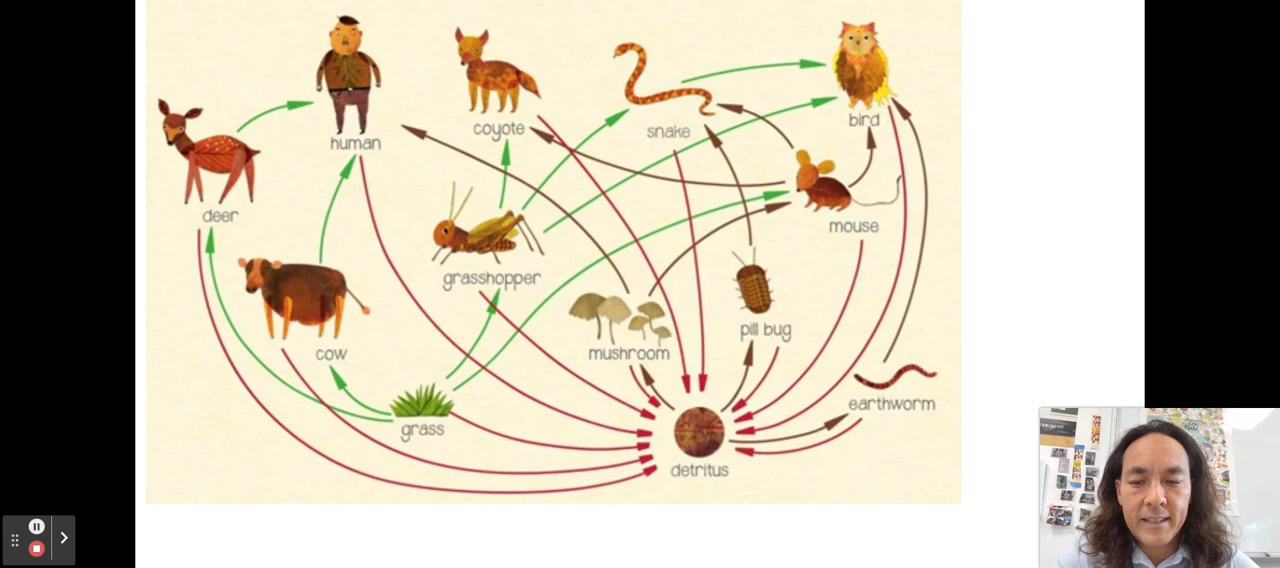 human
coyote
snake
bird
deer
mouse
grasshopper
pill bug
cow
mushroom
earthworm
grass
detritus